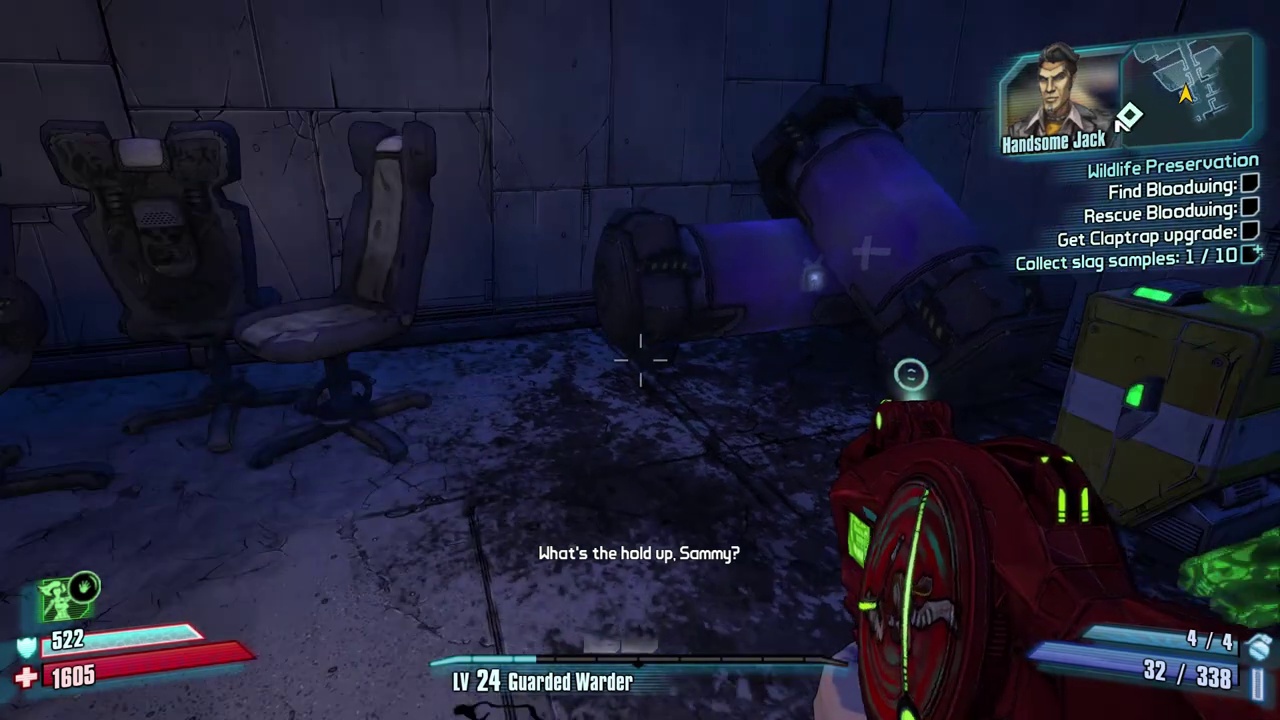 Handsome Jack
Wildlife Preservation
Find Bloodwing:
Rescue Bloodwing:
Get Claptrap upgrade:
Collect slag samples: 1 / 10
What's the hold up, Sammy?
522
1605
LV 24 Guarded Warder
4 / 4
32 / 338